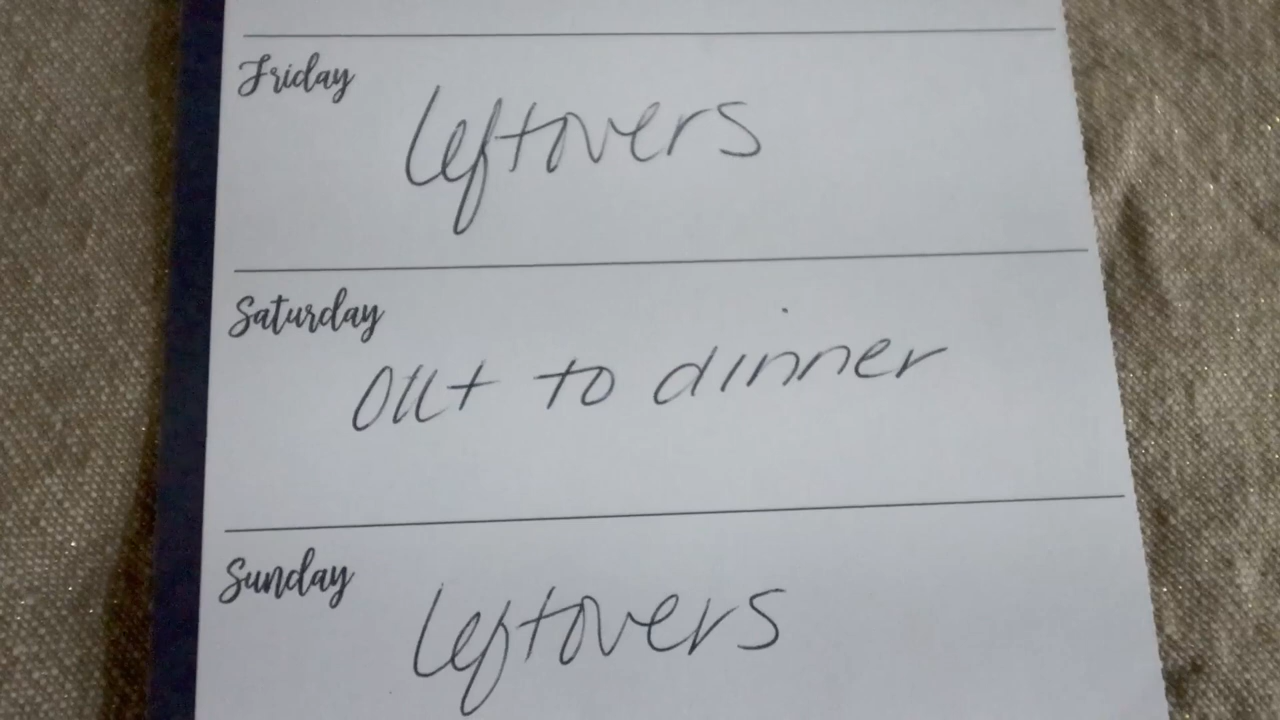 Friday
leftovers
Saturday
out to dinner
Sunday
leftovers